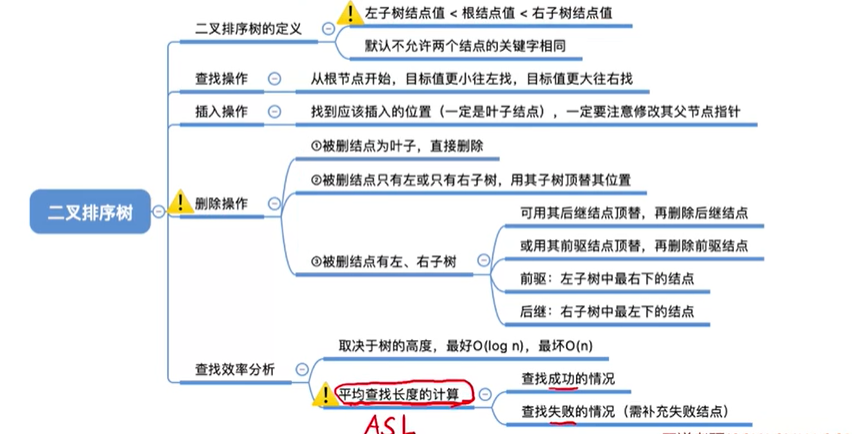 二叉排序树
二叉排序树的定义
左子树结点值 < 根结点值 < 右子树结点值
默认不允许两个结点的关键字相同
查找操作
从根节点开始，目标值更小往左找，目标值更大往右找
插入操作
找到应该插入的位置（一定是叶子结点），一定要注意修改其父节点指针
删除操作
①被删结点为叶子，直接删除
②被删结点只有左或只有右子树，用其子树顶替其位置
③被删结点有左、右子树
可用其后继结点顶替，再删除后继结点
或用其前驱结点顶替，再删除前驱结点
前驱：左子树中最右下的结点
后继：右子树中最左下的结点
查找效率分析
取决于树的高度，最好O(log n)，最坏O(n)
平均查找长度的计算
ASL
查找成功的情况
查找失败的情况（需补充失败结点）